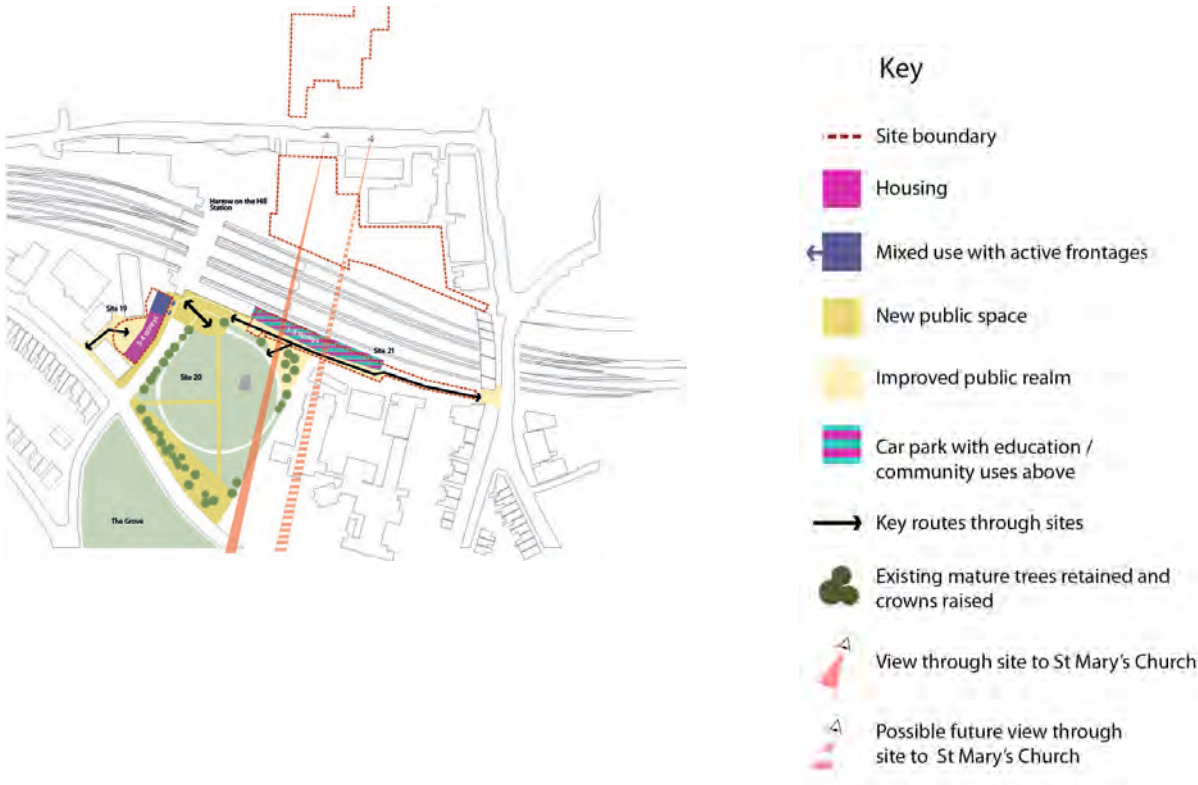 Harrow on the Hill
Station
Site 19
3-4 storeys
Site 21
Site 20
The Grove
Key
Site boundary
Housing
Mixed use with active frontages
New public space
Improved public realm
Car park with education /
community uses above
Key routes through sites
Existing mature trees retained and
crowns raised
View through site to St Mary's Church
Possible future view through
site to St Mary's Church